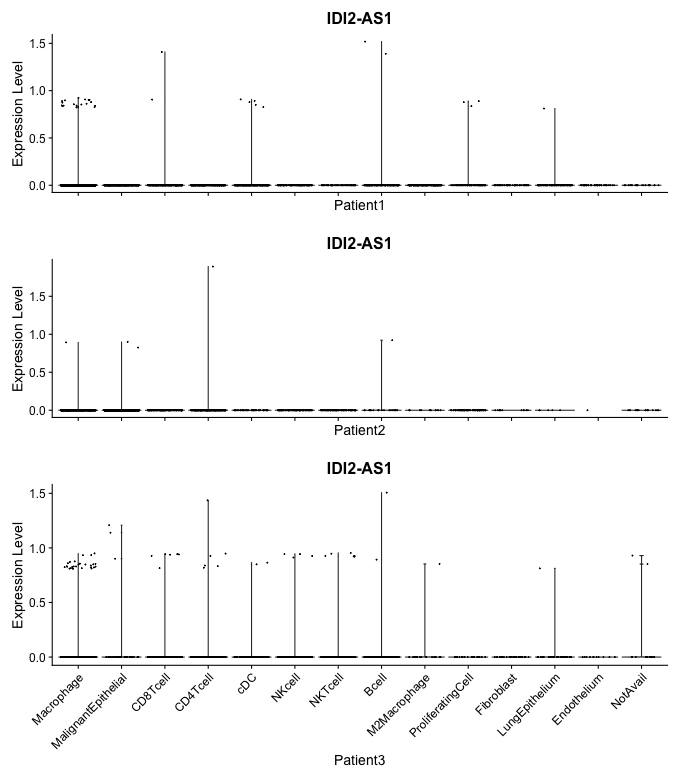 IDI2-AS1
Expression Level
1.5
1.0
0.5
0.0
Patient1
IDI2-AS1
Expression Level
1.5
1.0
0.5
0.0
Patient2
IDI2-AS1
Expression Level
1.5
1.0
0.5
0.0
Macrophage
MalignantEpithelial
CD8Tcell
CD4Tcell
cDC
NKcell
NKTcell
Bcell
M2Macrophage
ProliferatingCell
Fibroblast
LungEpithelium
Endothelium
NotAvail
Patient3